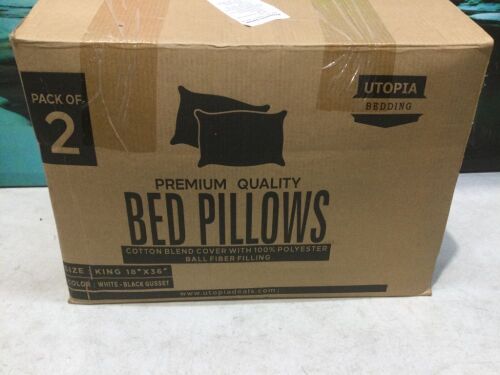 PACK OF
2
UTOPIA
BEDDING
PREMIUM QUALITY
BED PILLOWS
COTTON BLEND COVER WITH 100% POLYESTER
BALL FIBER FILLING
SIZE : KING 18"X36"
COLOR : WHITE - BLACK GUSSET
www.utopiadeals.com